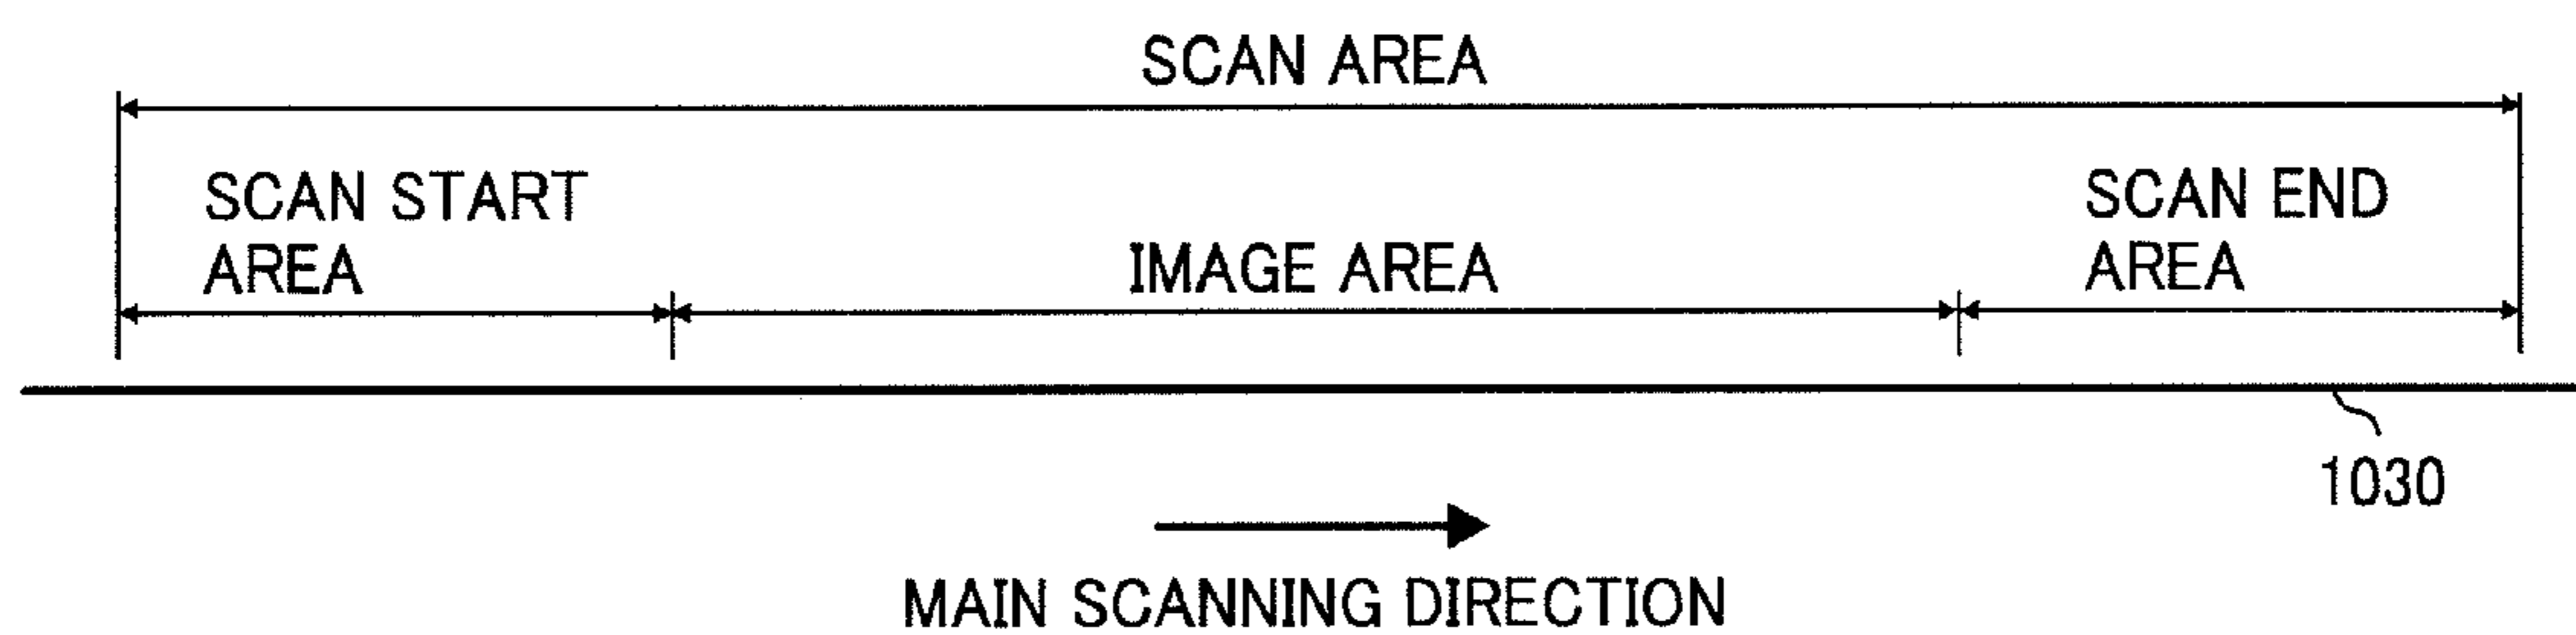 SCAN AREA
SCAN START
AREA
IMAGE AREA
SCAN END
AREA
1030
MAIN SCANNING DIRECTION